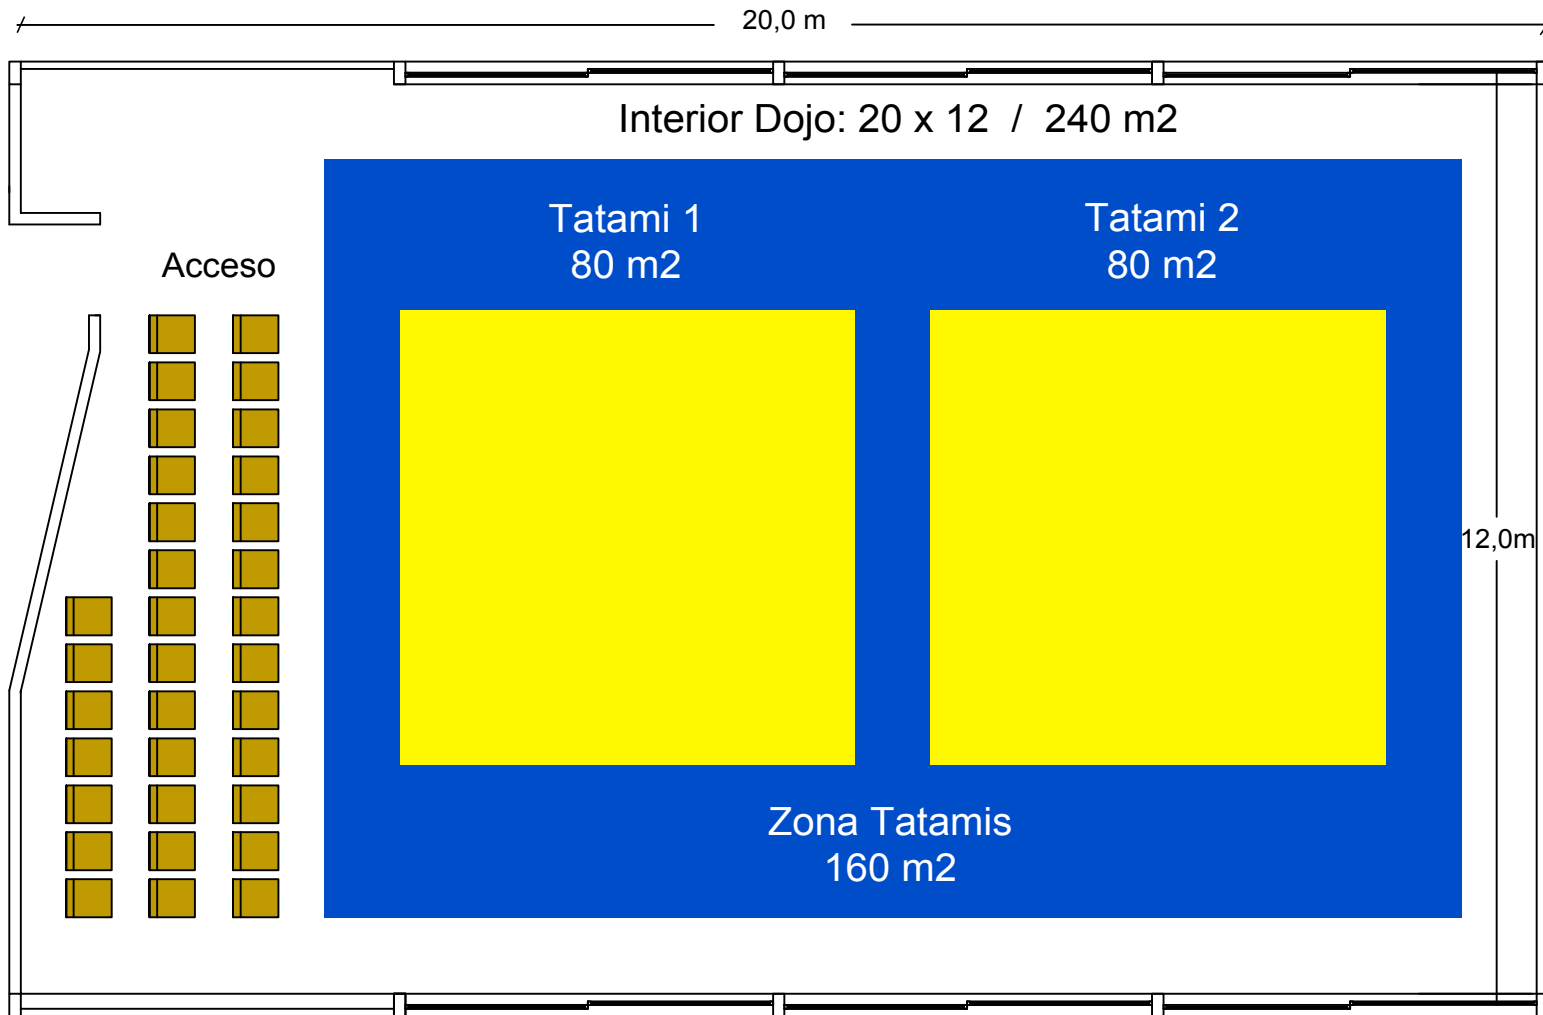 20,0 m
Interior Dojo: 20 x 12 / 240 m2
Tatami 1
80 m2
Tatami 2
80 m2
Acceso
12,0m
Zona Tatamis
160 m2